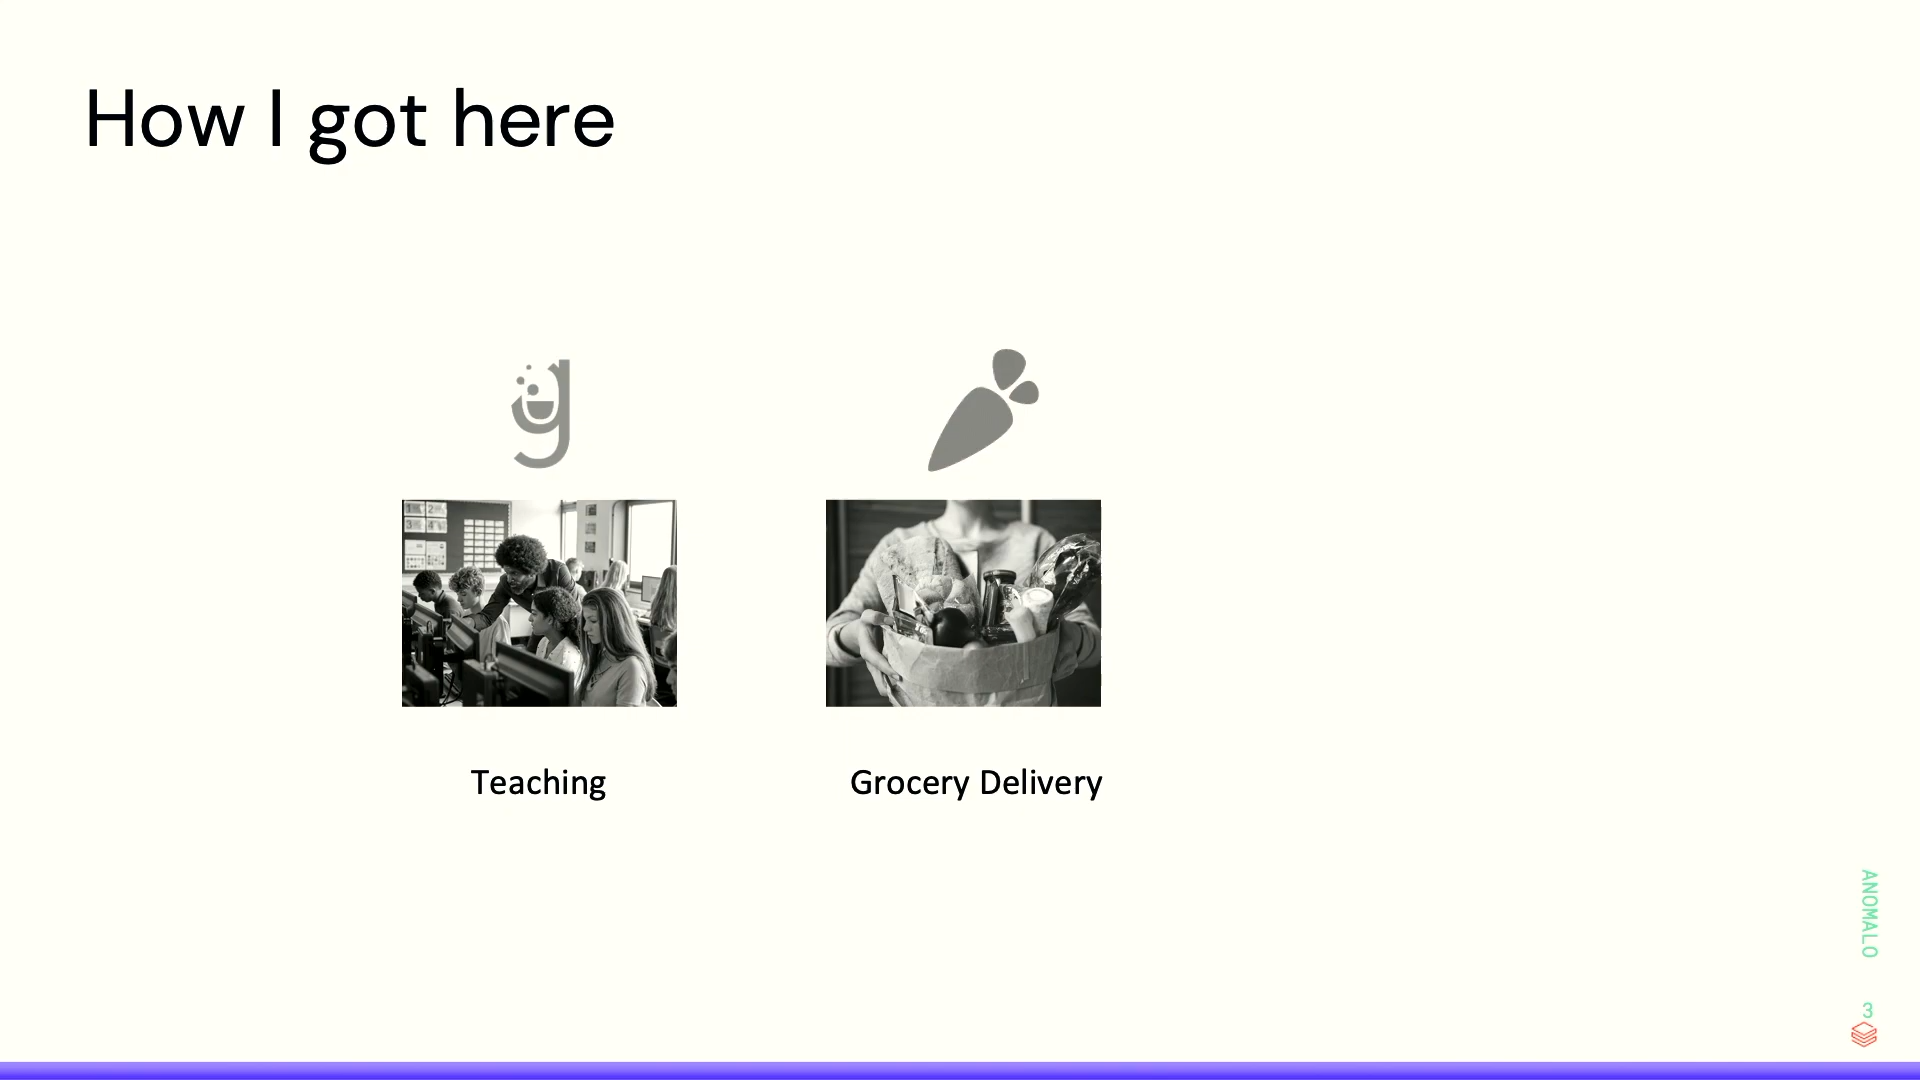 How I got here
g
Teaching
Grocery Delivery
ANOMALO
3